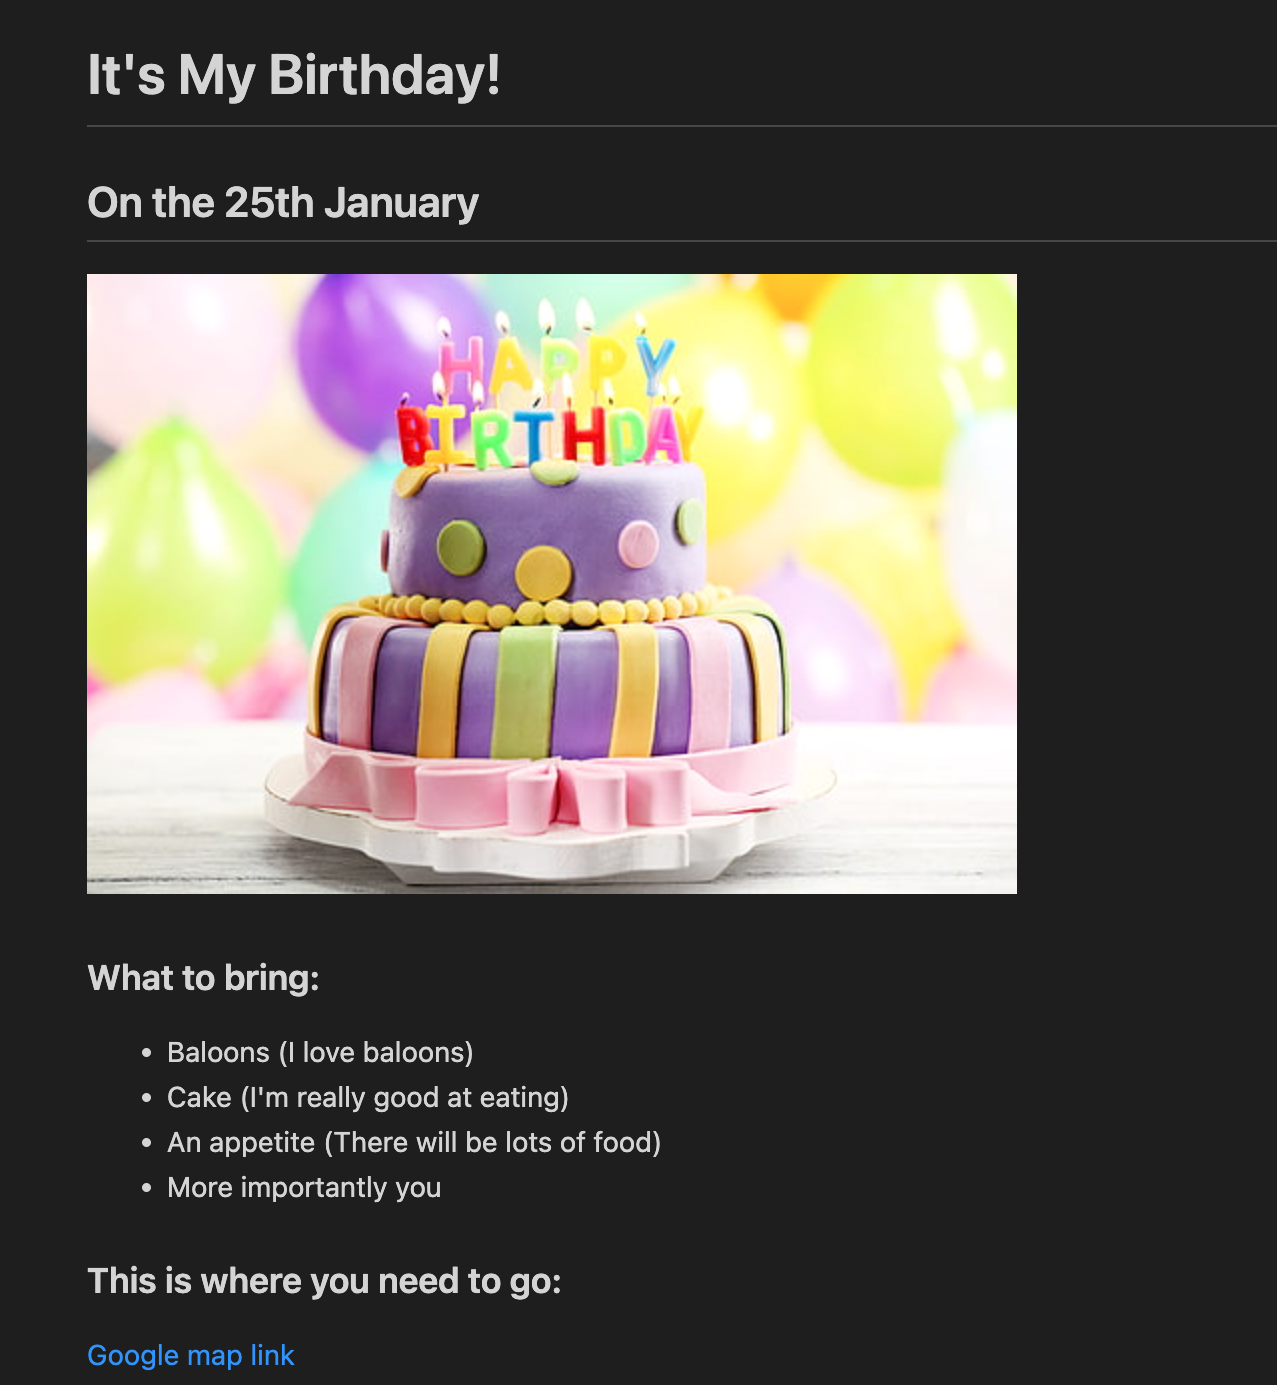 It's My Birthday!
On the 25th January
HAPPY
BIRTHDAY
What to bring:
Baloons (I love baloons)
Cake (I'm really good at eating)
An appetite (There will be lots of food)
More importantly you
This is where you need to go:
Google map link